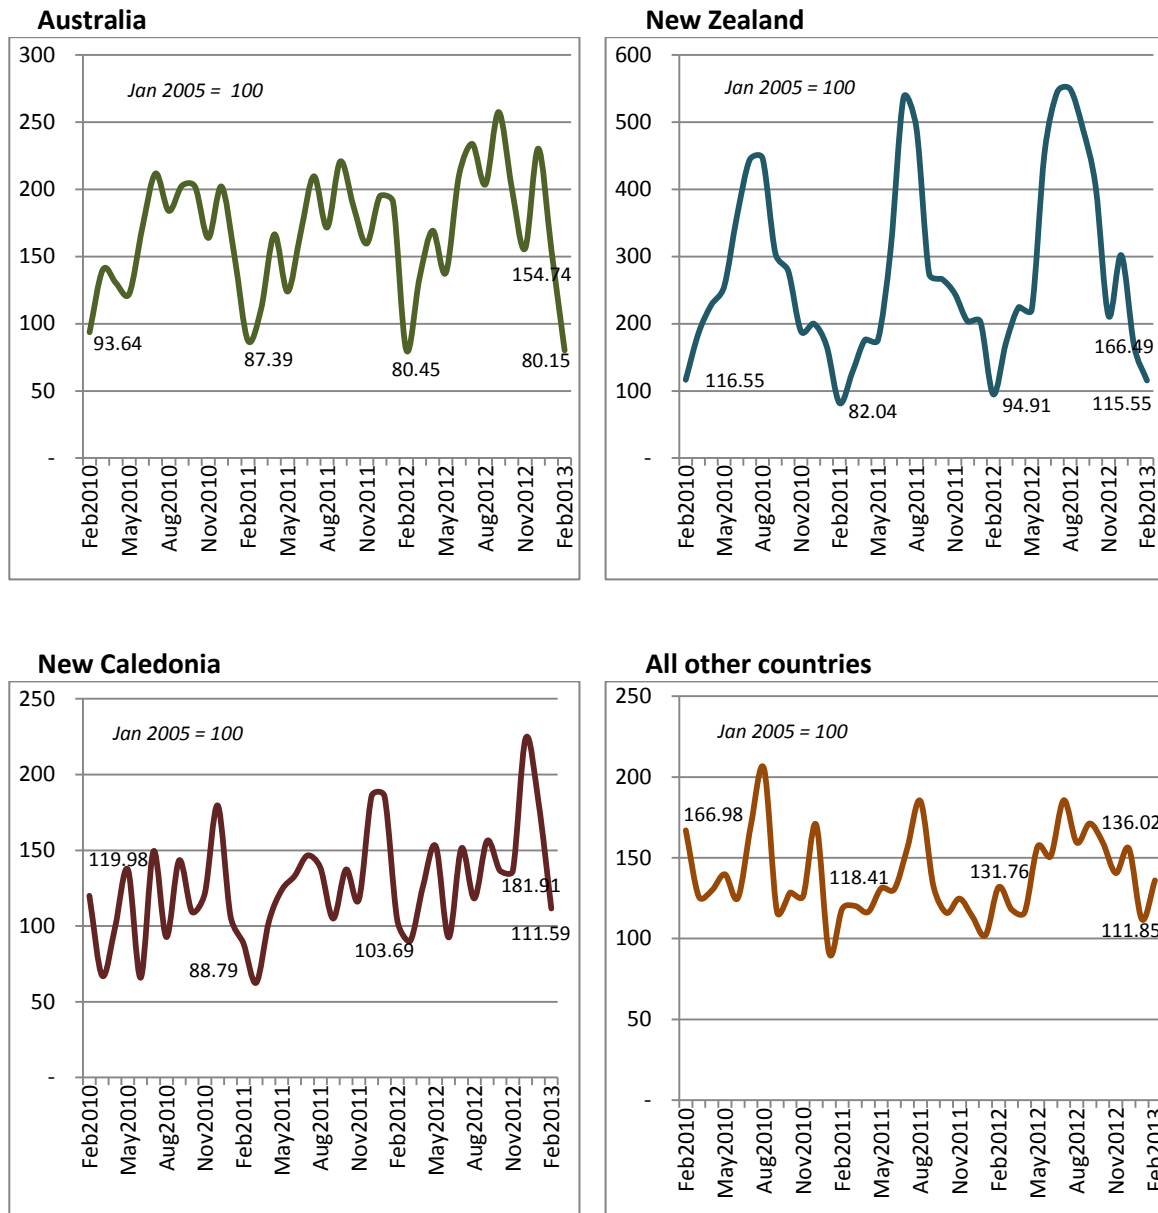 Australia
300
Jan 2005 = 100
250
200
150
154.74
100
93.64
87.39
80.45
80.15
50
-
Feb2010
May2010
Aug2010
Nov2010
Feb2011
May2011
Aug2011
Nov2011
Feb2012
May2012
Aug2012
Nov2012
Feb2013
New Zealand
600
Jan 2005 = 100
500
400
300
200
166.49
116.55
100
82.04
94.91
115.55
-
Feb2010
May2010
Aug2010
Nov2010
Feb2011
May2011
Aug2011
Nov2011
Feb2012
May2012
Aug2012
Nov2012
Feb2013
New Caledonia
250
Jan 2005 = 100
200
150
119.98
181.91
100
111.59
103.69
88.79
50
-
Feb2010
May2010
Aug2010
Nov2010
Feb2011
May2011
Aug2011
Nov2011
Feb2012
May2012
Aug2012
Nov2012
Feb2013
All other countries
250
Jan 2005 = 100
200
166.98
136.02
150
118.41
131.76
111.85
100
50
-
Feb2010
May2010
Aug2010
Nov2010
Feb2011
May2011
Aug2011
Nov2011
Feb2012
May2012
Aug2012
Nov2012
Feb2013